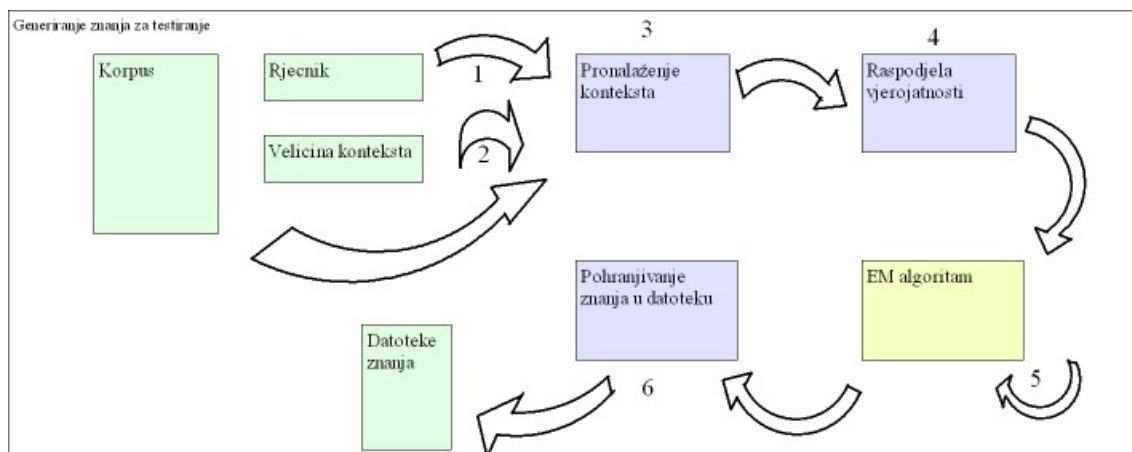 Generiranje znanja za testiranje
Korpus
Rjecnik
Velicina konteksta
1
2
3
Pronalaženje
konteksta
4
Raspodjela
vjerojatnosti
EM algoritam
5
Pohranjivanje
znanja u datoteku
6
Datoteke
znanja